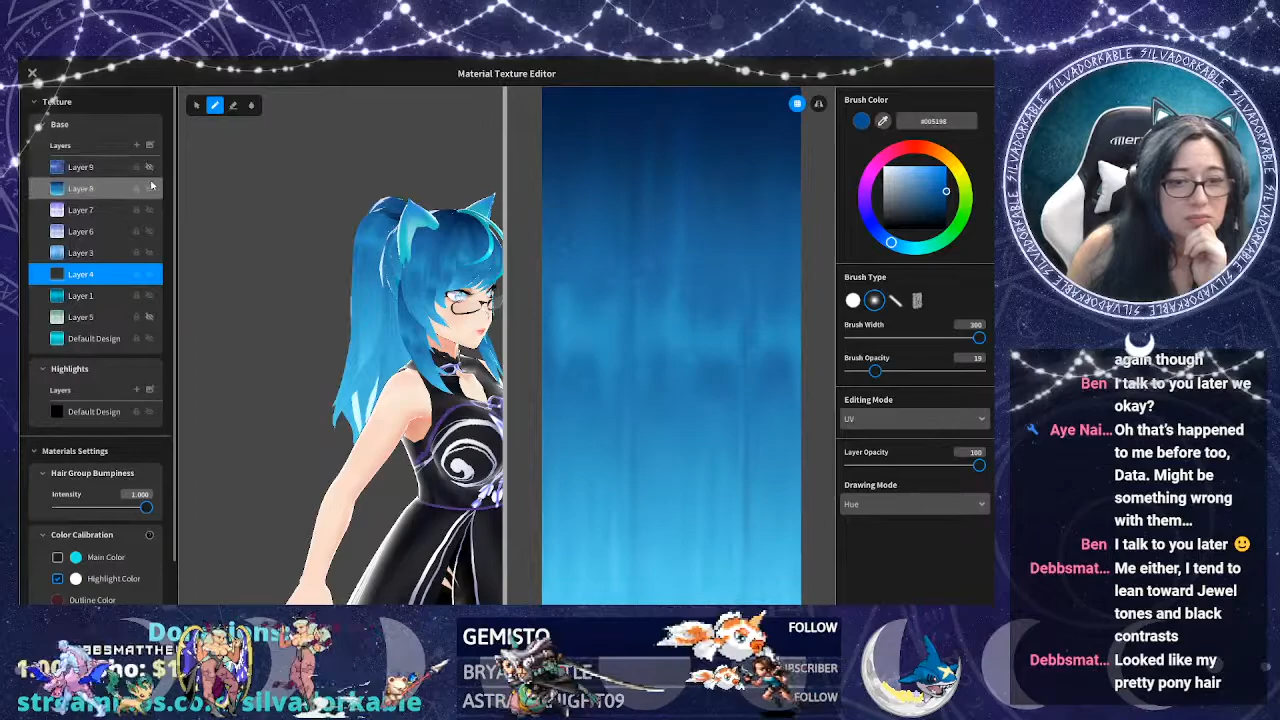 Material Texture Editor
Texture
Base
Layers
Layer 9
Layer 8
Layer 7
Layer 6
Layer 3
Layer 4
Layer 1
Layer 5
Default Design
Highlights
Layers
Default Design
Materials Settings
Hair Group Bumpiness
Intensity
1.000
Color Calibration
Main Color
Highlight Color
Outline Color
Brush Color
#005198
Brush Type
Brush Width
300
Brush Opacity
19
Editing Mode
UV
Layer Opacity
100
Drawing Mode
Hue
SILVADORKABLE SILVADORKABLE
again though
Ben I talk to you later we
okay?
Aye Nai... Oh that's happened
to me before too,
Data. Might be
something wrong
with them...
Ben I talk to you later 🙂
Debbsmat... Me either, I tend to
lean toward Jewel
tones and black
contrasts
Debbsmat... Looked like my
pretty pony hair
GEMISTO
FOLLOW
FOLLOW